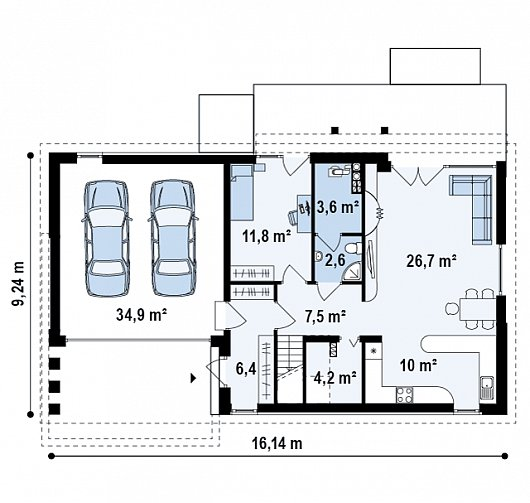 3,6 m²
11,8 m²
2,6
26,7 m²
9,24 m
34,9 m²
7,5 m²
6,4
4,2 m²
10 m²
16,14 m